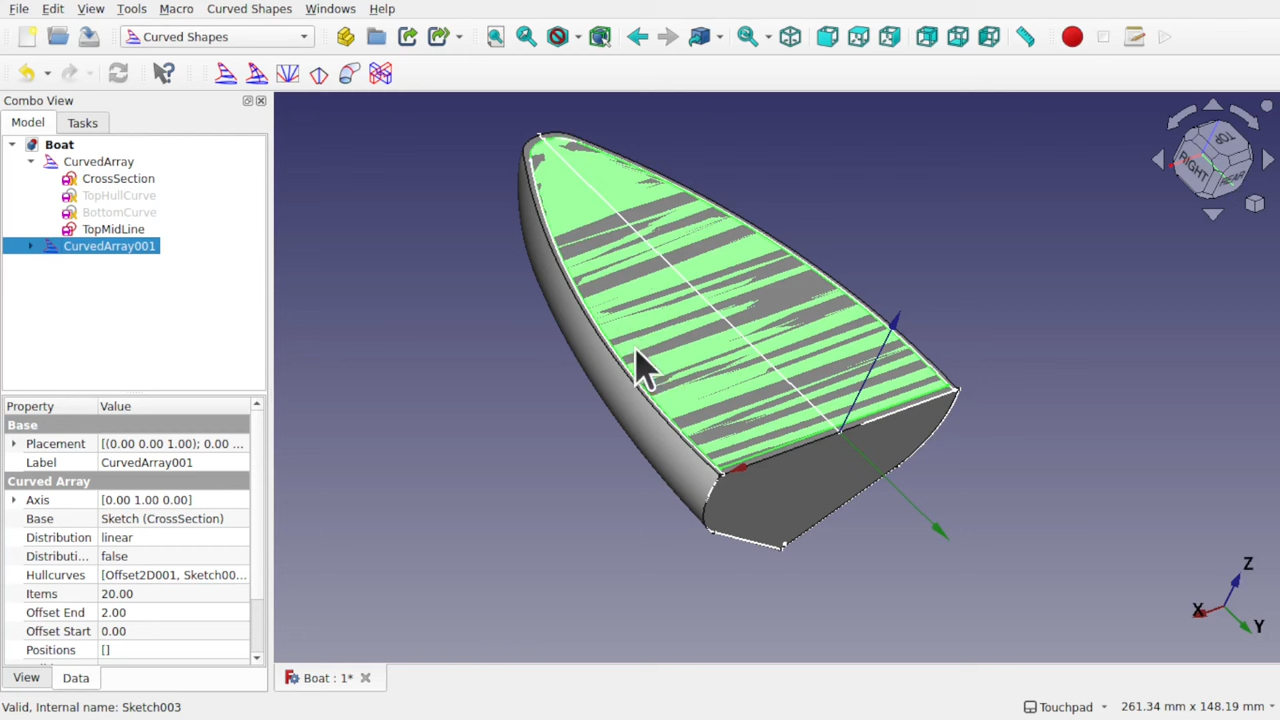 File Edit View Tools Macro Curved Shapes Windows Help
Curved Shapes
Combo View
Model Tasks
Boat
CurvedArray
CrossSection
TopHullCurve
BottomCurve
TopMidLine
CurvedArray001
Property Value
Base
Placement [(0.00 0.00 1.00); 0.00 ...
Label CurvedArray001
Curved Array
Axis [0.00 1.00 0.00]
Base Sketch (CrossSection)
Distribution linear
Distributi... false
Hullcurves [Offset2D001, Sketch00...
Items 20.00
Offset End 2.00
Offset Start 0.00
Positions []
View Data
TOP
RIGHT
REAR
Z
X
Y
Boat : 1*
Valid, Internal name: Sketch003
Touchpad
261.34 mm x 148.19 mm